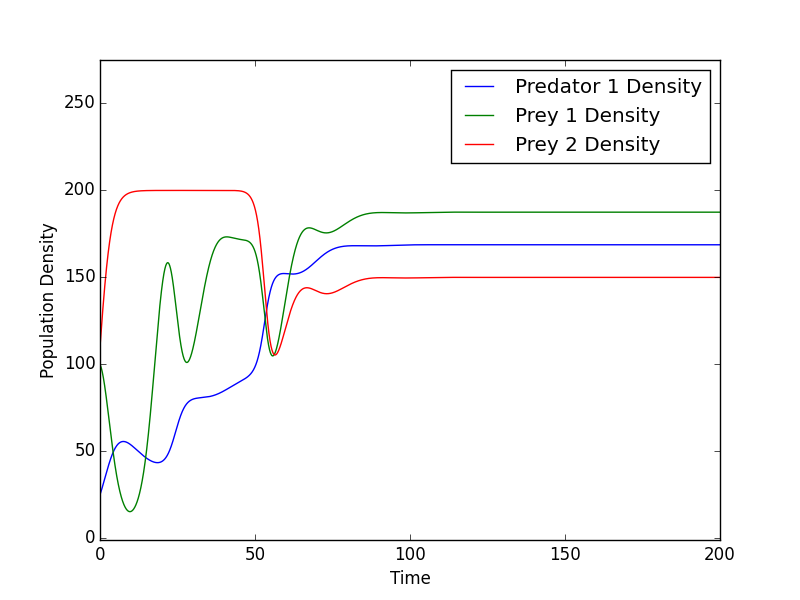 Predator 1 Density
Prey 1 Density
Prey 2 Density
Population Density
250
200
150
100
50
0
0 50 100 150 200
Time